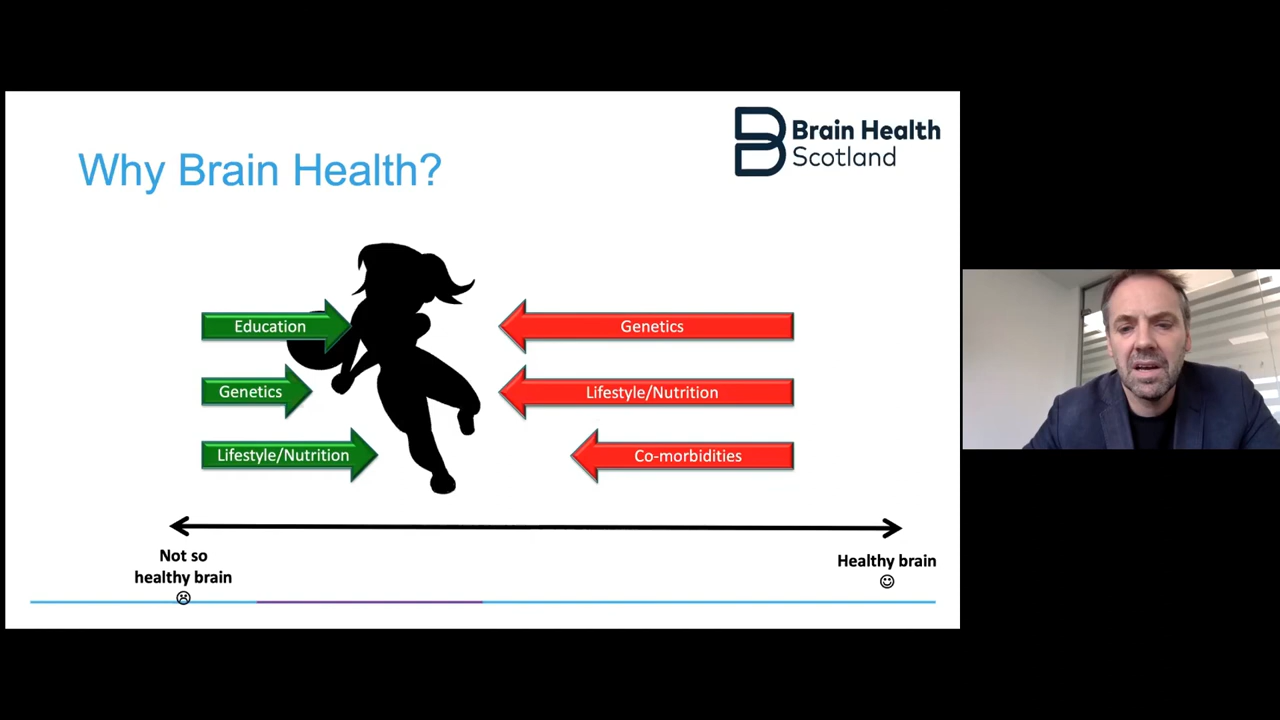 Brain Health
Scotland
Why Brain Health?
Education
Genetics
Genetics
Lifestyle/Nutrition
Lifestyle/Nutrition
Co-morbidities
Not so
healthy brain
☹
Healthy brain
☺